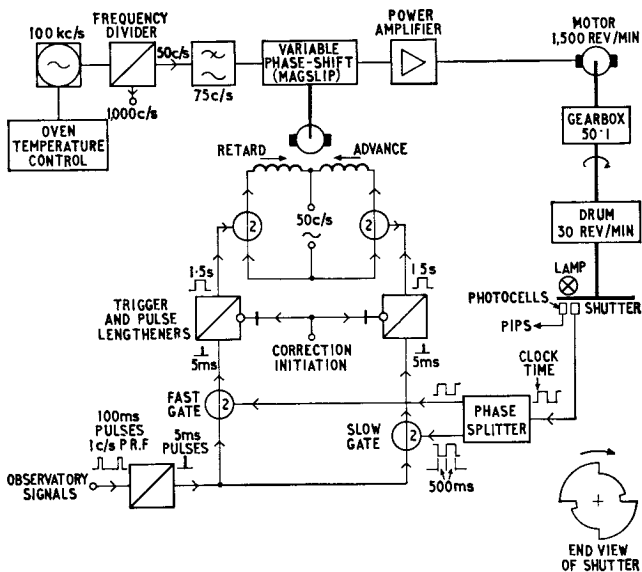 100 kc/s
FREQUENCY
DIVIDER
50c/s
1,000c/s
75c/s
OVEN
TEMPERATURE
CONTROL
VARIABLE
PHASE-SHIFT
(MAGSLIP)
POWER
AMPLIFIER
MOTOR
1,500 REV/MIN
GEARBOX
50:1
DRUM
30 REV/MIN
LAMP
PHOTOCELLS
SHUTTER
PIPS
RETARD
ADVANCE
50c/s
2
2
1·5s
1·5s
TRIGGER
AND PULSE
LENGTHENERS
CORRECTION
INITIATION
5ms
5ms
CLOCK
TIME
FAST
GATE
2
PHASE
SPLITTER
SLOW
GATE
2
500ms
100ms
PULSES
1c/s P.R.F
5ms
PULSES
OBSERVATORY
SIGNALS
END VIEW
OF SHUTTER